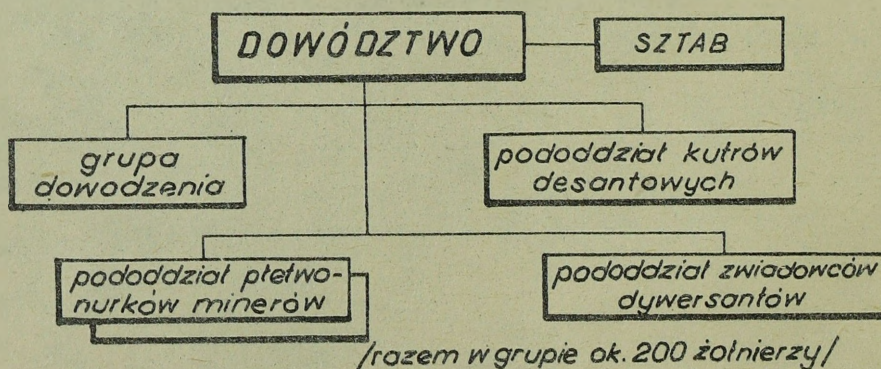 DOWÓDZTWO
SZTAB
grupa
dowodzenia
pododdział kutrów
desantowych
pododdział płetwo-
nurków minerów
pododdział zwiadowców
dywersantów
/razem w grupie ok. 200 żołnierzy/